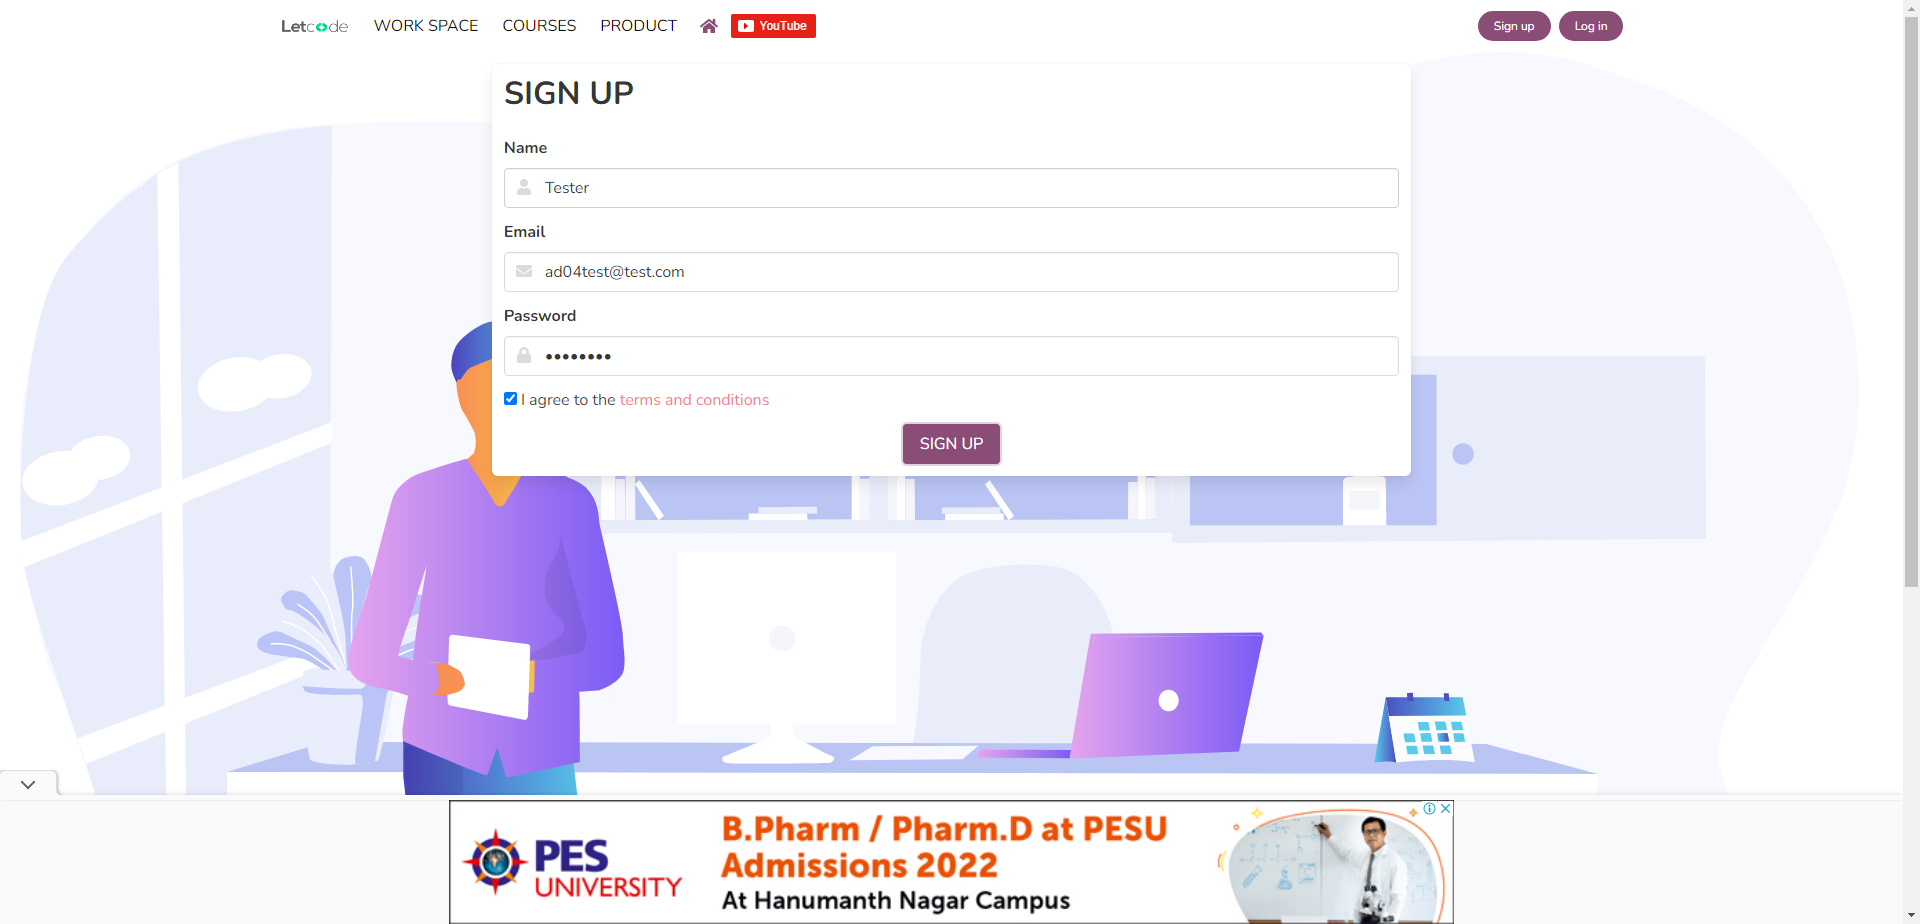 Letcode WORK SPACE COURSES PRODUCT YouTube Sign up Log in
SIGN UP
Name
Tester
Email
ad04test@test.com
Password
••••••••
I agree to the terms and conditions
SIGN UP
PES UNIVERSITY
B.Pharm / Pharm.D at PESU
Admissions 2022
At Hanumanth Nagar Campus